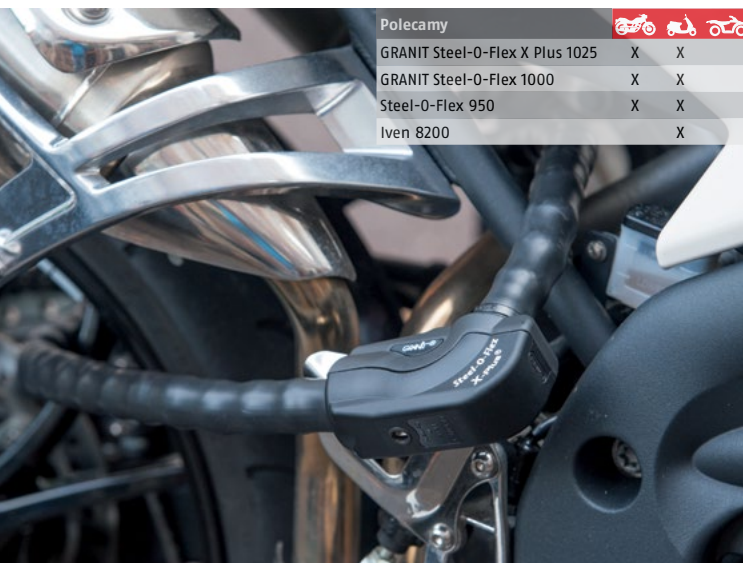 Polecamy
GRANIT Steel-O-Flex X Plus 1025 X X
GRANIT Steel-O-Flex 1000 X X
Steel-O-Flex 950 X X
Iven 8200 X
Steel-O-Flex
X-Plus®